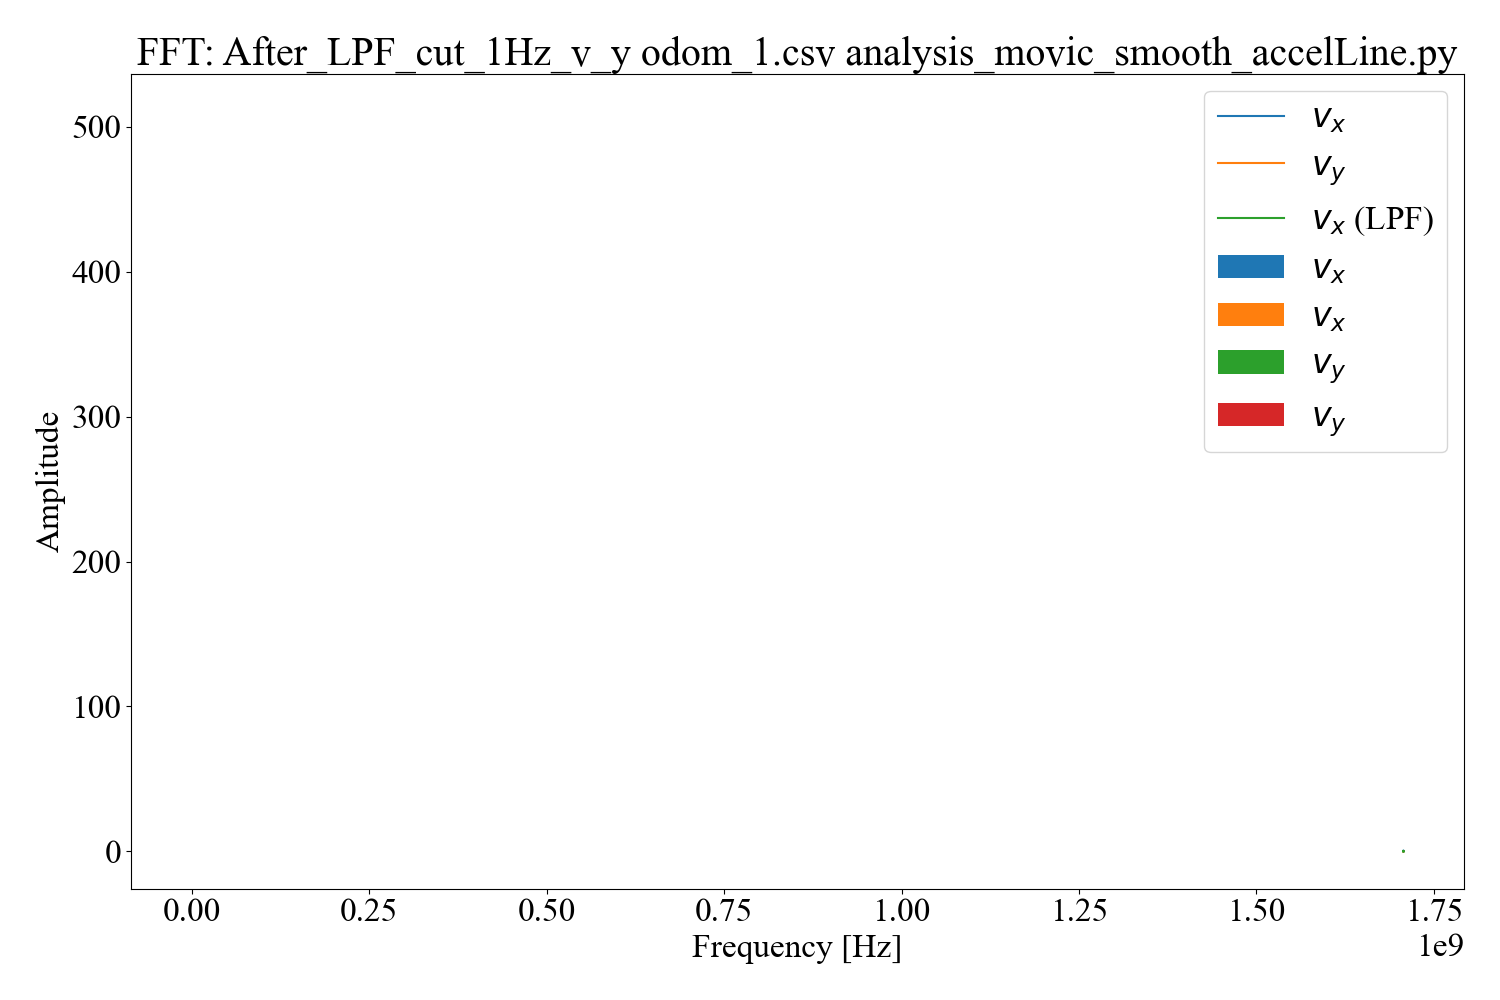 FFT: After_LPF_cut_1Hz_v_y odom_1.csv analysis_movic_smooth_accelLine.py
500
400
300
200
100
0
Amplitude
v_x
v_y
v_x (LPF)
v_x
v_x
v_y
v_y
0.00 0.25 0.50 0.75 1.00 1.25 1.50 1.75
Frequency [Hz]
1e9